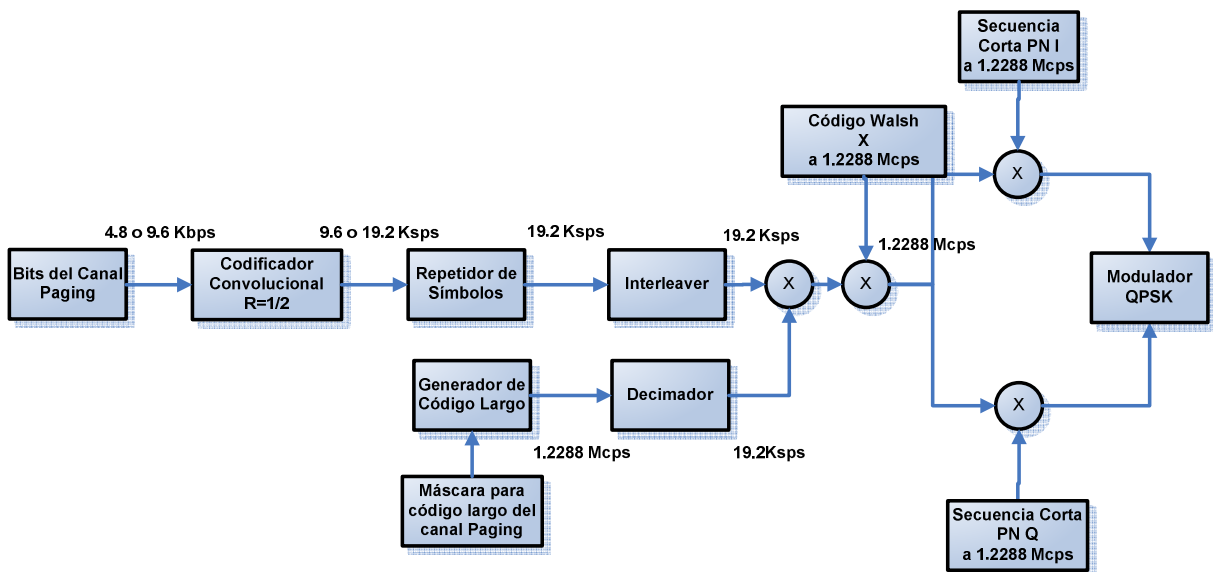 Secuencia
Corta PN I
a 1.2288 Mcps
Código Walsh
X
a 1.2288 Mcps
X
4.8 o 9.6 Kbps
9.6 o 19.2 Ksps
19.2 Ksps
19.2 Ksps
1.2288 Mcps
Bits del Canal
Paging
Codificador
Convolucional
R=1/2
Repetidor de
Símbolos
Interleaver
X
X
Modulador
QPSK
Generador de
Código Largo
Decimador
X
1.2288 Mcps
19.2Ksps
Máscara para
código largo del
canal Paging
Secuencia Corta
PN Q
a 1.2288 Mcps